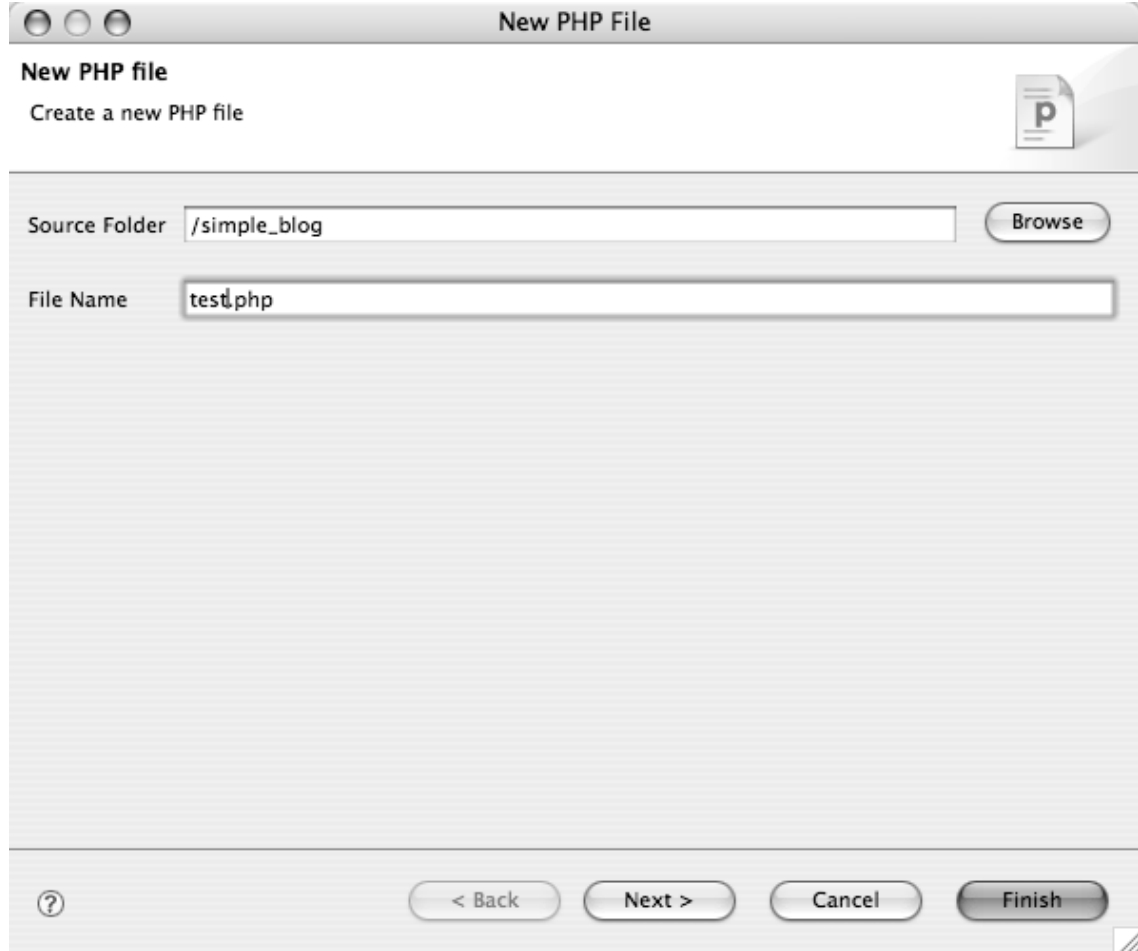 New PHP File
New PHP file
Create a new PHP file
p
Source Folder /simple_blog Browse
File Name test.php
? < Back Next > Cancel Finish